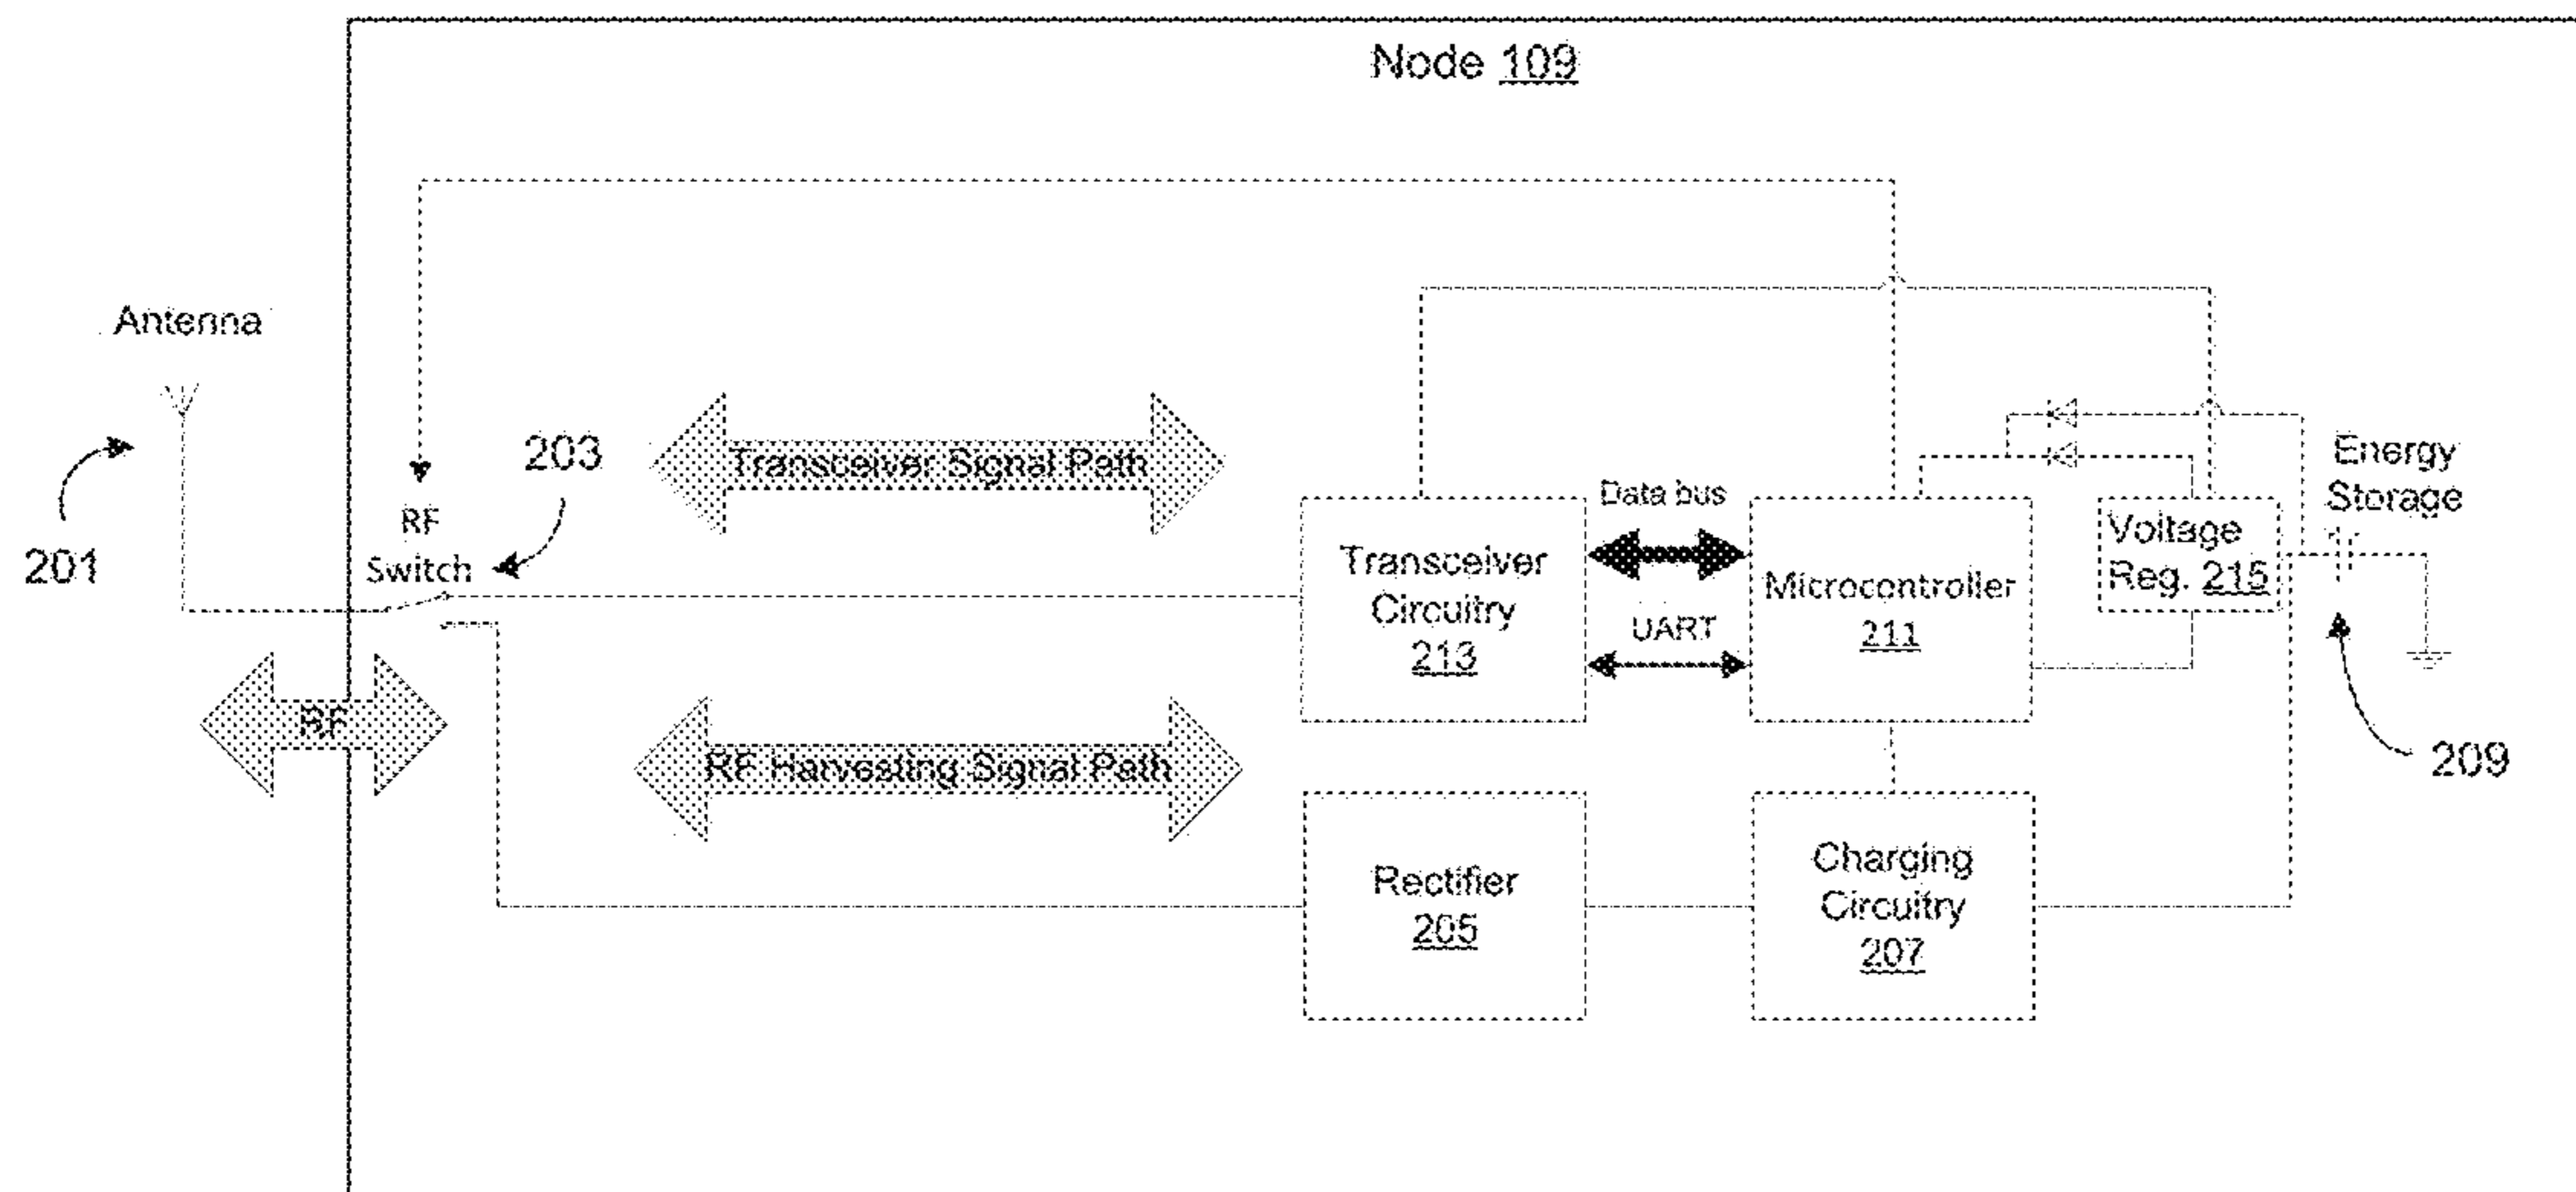 Node 109
Antenna
201
RF
Switch
203
Transceiver Signal Path
RF
RF Harvesting Signal Path
Transceiver
Circuitry
213
Data bus
UART
Microcontroller
211
Voltage
Reg. 215
Energy
Storage
209
Rectifier
205
Charging
Circuitry
207